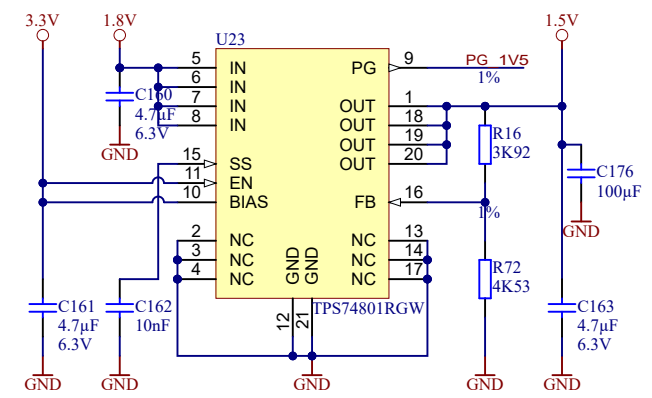 3.3V
1.8V
1.5V
U23
5
IN
PG
9
PG_1V5
1%
6
IN
7
IN
OUT
1
8
IN
OUT
18
OUT
19
OUT
20
C160
4.7µF
6.3V
GND
R16
3K92
15
SS
11
EN
10
BIAS
FB
16
1%
C176
100µF
GND
2
NC
NC
13
3
NC
NC
14
4
NC
NC
17
GND
GND
12
21
TPS74801RGW
R72
4K53
C161
4.7µF
6.3V
C162
10nF
C163
4.7µF
6.3V
GND
GND
GND
GND
GND